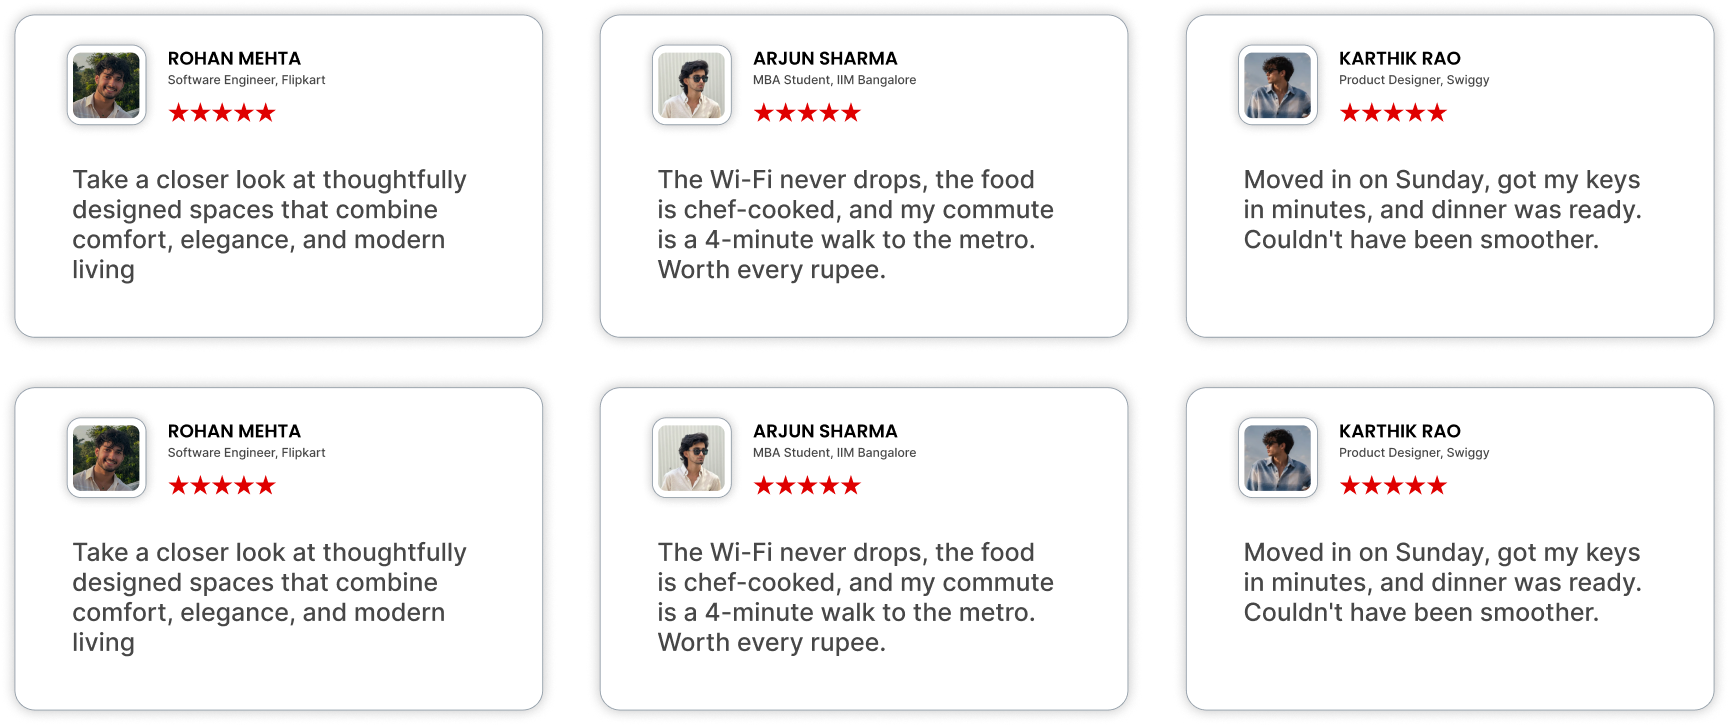 ROHAN MEHTA
Software Engineer, Flipkart
★★★★★
Take a closer look at thoughtfully
designed spaces that combine
comfort, elegance, and modern
living
ARJUN SHARMA
MBA Student, IIM Bangalore
★★★★★
The Wi-Fi never drops, the food
is chef-cooked, and my commute
is a 4-minute walk to the metro.
Worth every rupee.
KARTHIK RAO
Product Designer, Swiggy
★★★★★
Moved in on Sunday, got my keys
in minutes, and dinner was ready.
Couldn't have been smoother.
ROHAN MEHTA
Software Engineer, Flipkart
★★★★★
Take a closer look at thoughtfully
designed spaces that combine
comfort, elegance, and modern
living
ARJUN SHARMA
MBA Student, IIM Bangalore
★★★★★
The Wi-Fi never drops, the food
is chef-cooked, and my commute
is a 4-minute walk to the metro.
Worth every rupee.
KARTHIK RAO
Product Designer, Swiggy
★★★★★
Moved in on Sunday, got my keys
in minutes, and dinner was ready.
Couldn't have been smoother.